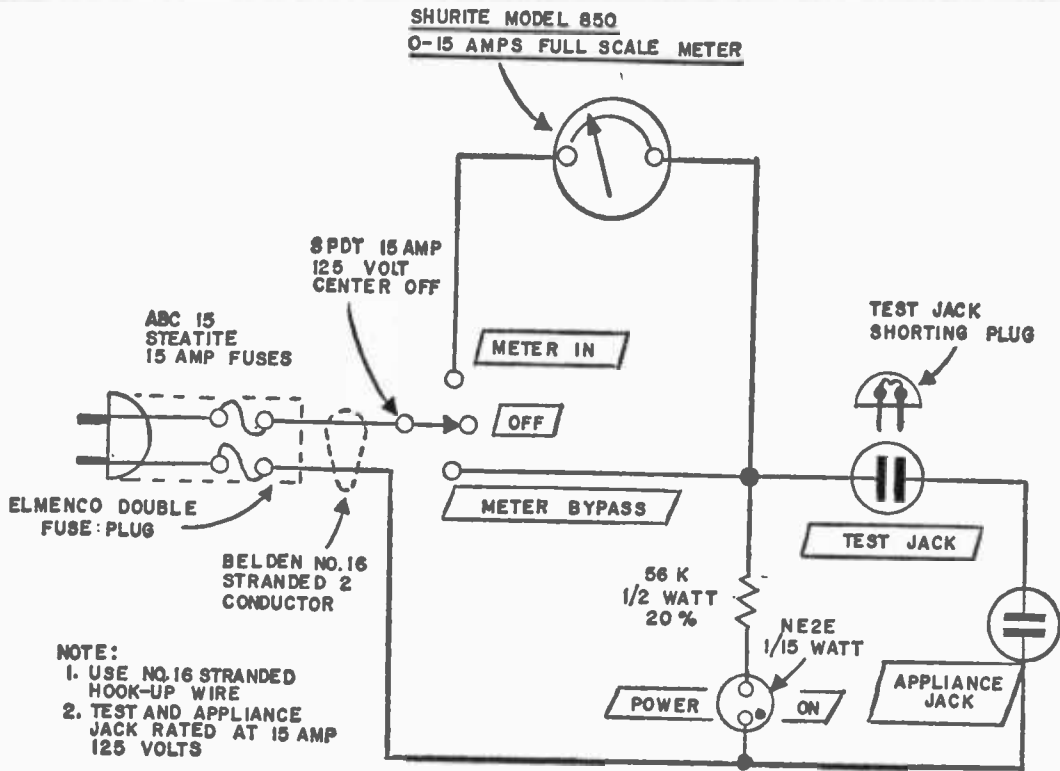 SHURITE MODEL 850
0-15 AMPS FULL SCALE METER
SPDT 15 AMP
125 VOLT
CENTER OFF
ABC 15
STEATITE
15 AMP FUSES
METER IN
TEST JACK
SHORTING PLUG
OFF
ELMENCO DOUBLE
FUSE:PLUG
METER BYPASS
TEST JACK
BELDEN NO.16
STRANDED 2
CONDUCTOR
56 K
1/2 WATT
20%
NE2E
1/15 WATT
NOTE:
1. USE NO.16 STRANDED
HOOK-UP WIRE
2. TEST AND APPLIANCE
JACK RATED AT 15 AMP
125 VOLTS
POWER
ON
APPLIANCE
JACK